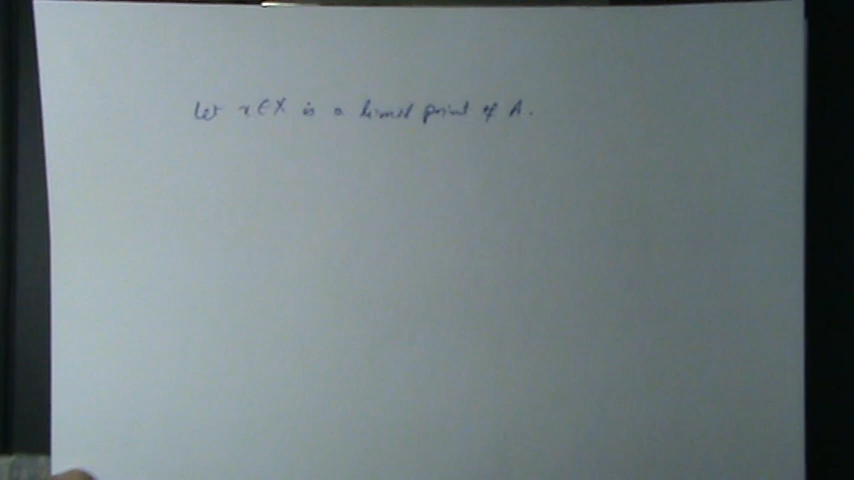 Let x ∈ X is a limit point of A.